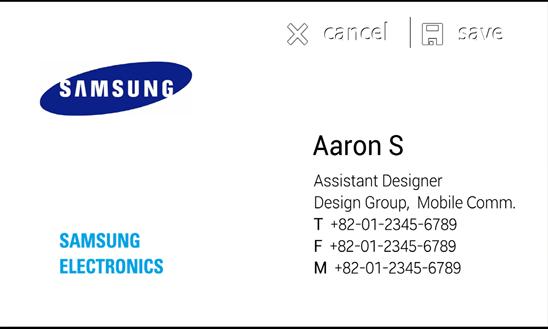 cancel
save
SAMSUNG
Aaron S
Assistant Designer
Design Group, Mobile Comm.
T +82-01-2345-6789
F +82-01-2345-6789
M +82-01-2345-6789
SAMSUNG
ELECTRONICS